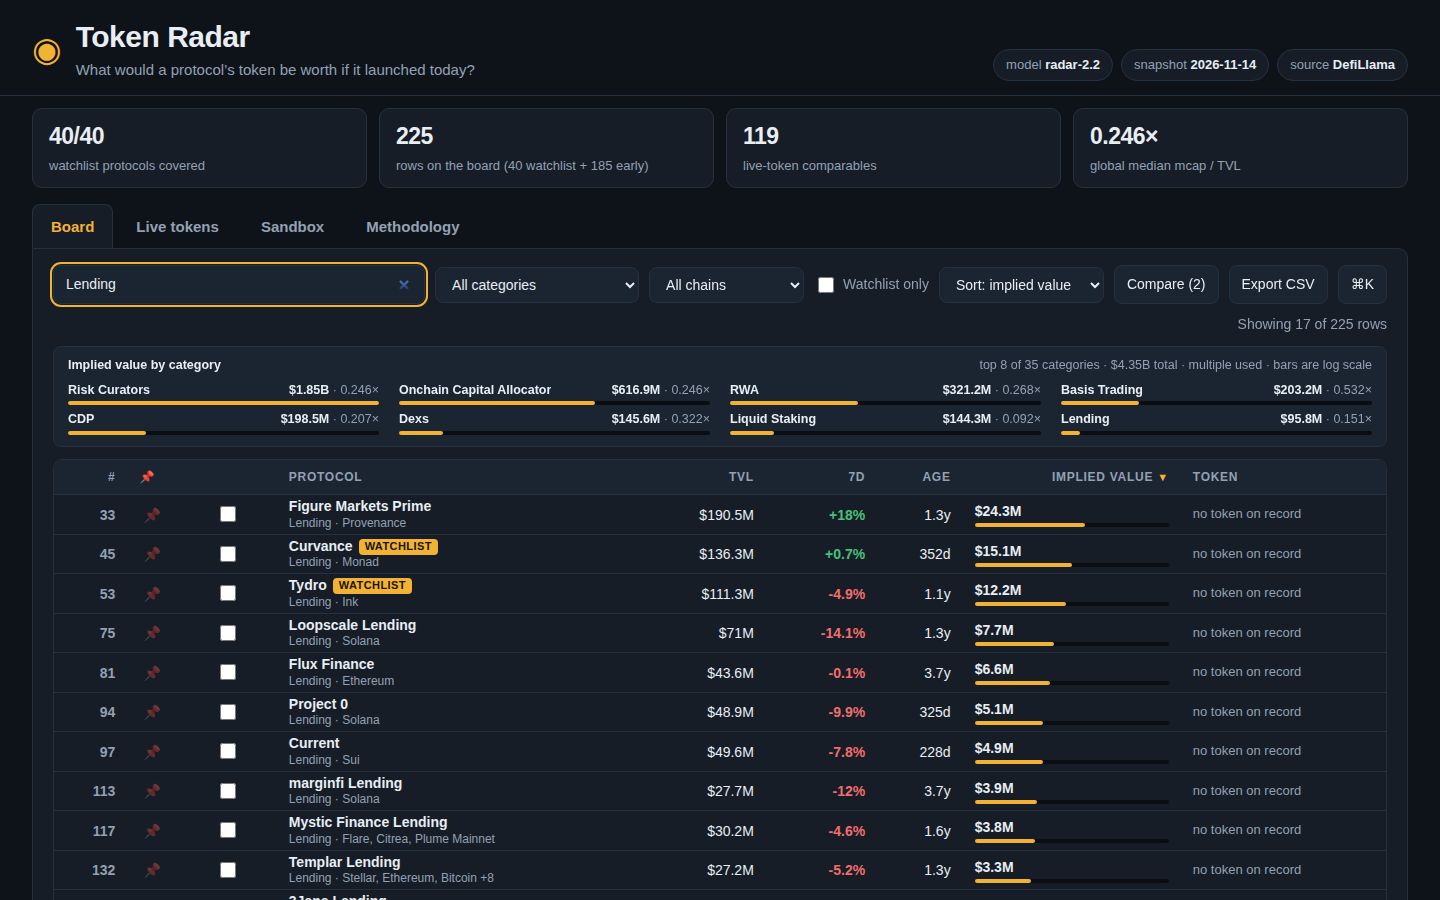 Token Radar
What would a protocol's token be worth if it launched today?
model radar-2.2
snapshot 2026-11-14
source DefiLlama
40/40
watchlist protocols covered
225
rows on the board (40 watchlist + 185 early)
119
live-token comparables
0.246×
global median mcap / TVL
Board
Live tokens
Sandbox
Methodology
Lending
All categories
All chains
Watchlist only
Sort: implied value
Compare (2)
Export CSV
⌘K
Showing 17 of 225 rows
Implied value by category
top 8 of 35 categories · $4.35B total · multiple used · bars are log scale
Risk Curators $1.85B · 0.246×
Onchain Capital Allocator $616.9M · 0.246×
RWA $321.2M · 0.268×
Basis Trading $203.2M · 0.532×
CDP $198.5M · 0.207×
Dexs $145.6M · 0.322×
Liquid Staking $144.3M · 0.092×
Lending $95.8M · 0.151×
# PROTOCOL TVL 7D AGE IMPLIED VALUE ▼ TOKEN
33 Figure Markets Prime $190.5M +18% 1.3y $24.3M no token on record
Lending · Provenance
45 Curvance WATCHLIST $136.3M +0.7% 352d $15.1M no token on record
Lending · Monad
53 Tydro WATCHLIST $111.3M -4.9% 1.1y $12.2M no token on record
Lending · Ink
75 Loopscale Lending $71M -14.1% 1.3y $7.7M no token on record
Lending · Solana
81 Flux Finance $43.6M -0.1% 3.7y $6.6M no token on record
Lending · Ethereum
94 Project 0 $48.9M -9.9% 325d $5.1M no token on record
Lending · Solana
97 Current $49.6M -7.8% 228d $4.9M no token on record
Lending · Sui
113 marginfi Lending $27.7M -12% 3.7y $3.9M no token on record
Lending · Solana
117 Mystic Finance Lending $30.2M -4.6% 1.6y $3.8M no token on record
Lending · Flare, Citrea, Plume Mainnet
132 Templar Lending $27.2M -5.2% 1.3y $3.3M no token on record
Lending · Stellar, Ethereum, Bitcoin +8